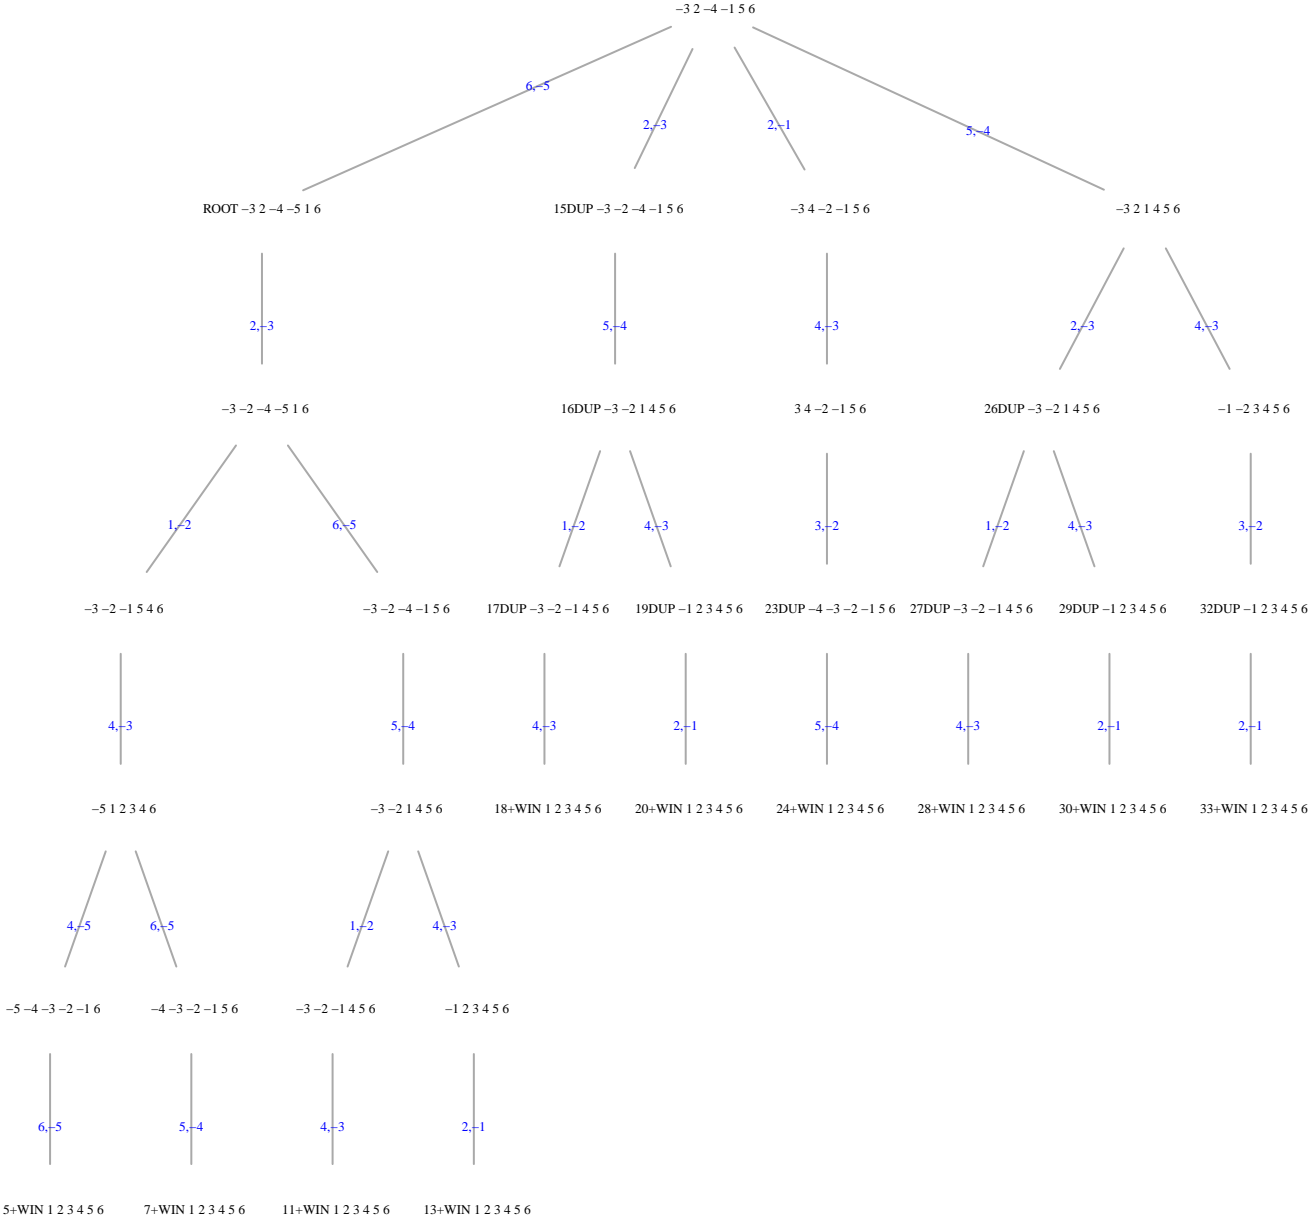 −3 2 −4 −1 5 6
6,−5
2,−3
2,−1
5,−4
ROOT −3 2 −4 −5 1 6
15DUP −3 −2 −4 −1 5 6
−3 4 −2 −1 5 6
−3 2 1 4 5 6
2,−3
5,−4
4,−3
2,−3
4,−3
−3 −2 −4 −5 1 6
16DUP −3 −2 1 4 5 6
3 4 −2 −1 5 6
26DUP −3 −2 1 4 5 6
−1 −2 3 4 5 6
1,−2
6,−5
1,−2
4,−3
3,−2
1,−2
4,−3
3,−2
−3 −2 −1 5 4 6
−3 −2 −4 −1 5 6
17DUP −3 −2 −1 4 5 6
19DUP −1 2 3 4 5 6
23DUP −4 −3 −2 −1 5 6
27DUP −3 −2 −1 4 5 6
29DUP −1 2 3 4 5 6
32DUP −1 2 3 4 5 6
4,−3
5,−4
4,−3
2,−1
5,−4
4,−3
2,−1
2,−1
−5 1 2 3 4 6
−3 −2 1 4 5 6
18+WIN 1 2 3 4 5 6
20+WIN 1 2 3 4 5 6
24+WIN 1 2 3 4 5 6
28+WIN 1 2 3 4 5 6
30+WIN 1 2 3 4 5 6
33+WIN 1 2 3 4 5 6
4,−5
6,−5
1,−2
4,−3
−5 −4 −3 −2 −1 6
−4 −3 −2 −1 5 6
−3 −2 −1 4 5 6
−1 2 3 4 5 6
6,−5
5,−4
4,−3
2,−1
5+WIN 1 2 3 4 5 6
7+WIN 1 2 3 4 5 6
11+WIN 1 2 3 4 5 6
13+WIN 1 2 3 4 5 6